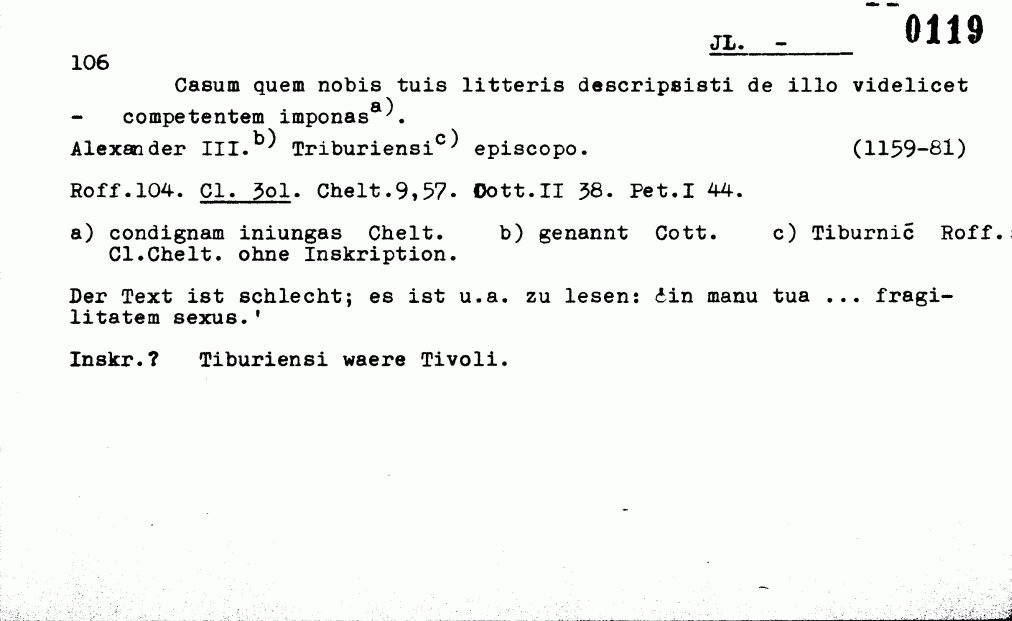 0119
JL. -
106
Casum quem nobis tuis litteris descripsisti de illo videlicet
- competentem imponas a).
Alexander III. b) Triburiensi c) episcopo. (1159-81)
Roff.104. Cl. 3ol. Chelt.9,57. Cott.II 38. Pet.I 44.
a) condignam iniungas Chelt. b) genannt Cott. c) Tiburnic̄ Roff.
Cl.Chelt. ohne Inskription.
Der Text ist schlecht; es ist u.a. zu lesen: 'in manu tua ... fragi-
litatem sexus.'
Inskr.? Tiburiensi waere Tivoli.